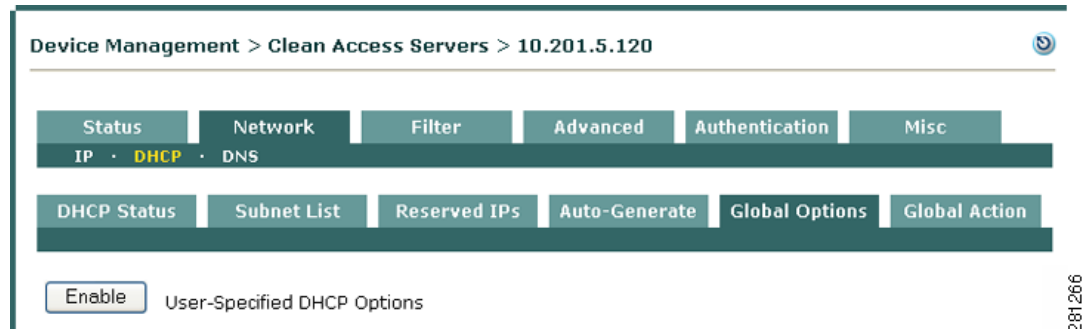 Device Management > Clean Access Servers > 10.201.5.120
Status Network Filter Advanced Authentication Misc
IP · DHCP · DNS
DHCP Status Subnet List Reserved IPs Auto-Generate Global Options Global Action
Enable User-Specified DHCP Options
281266